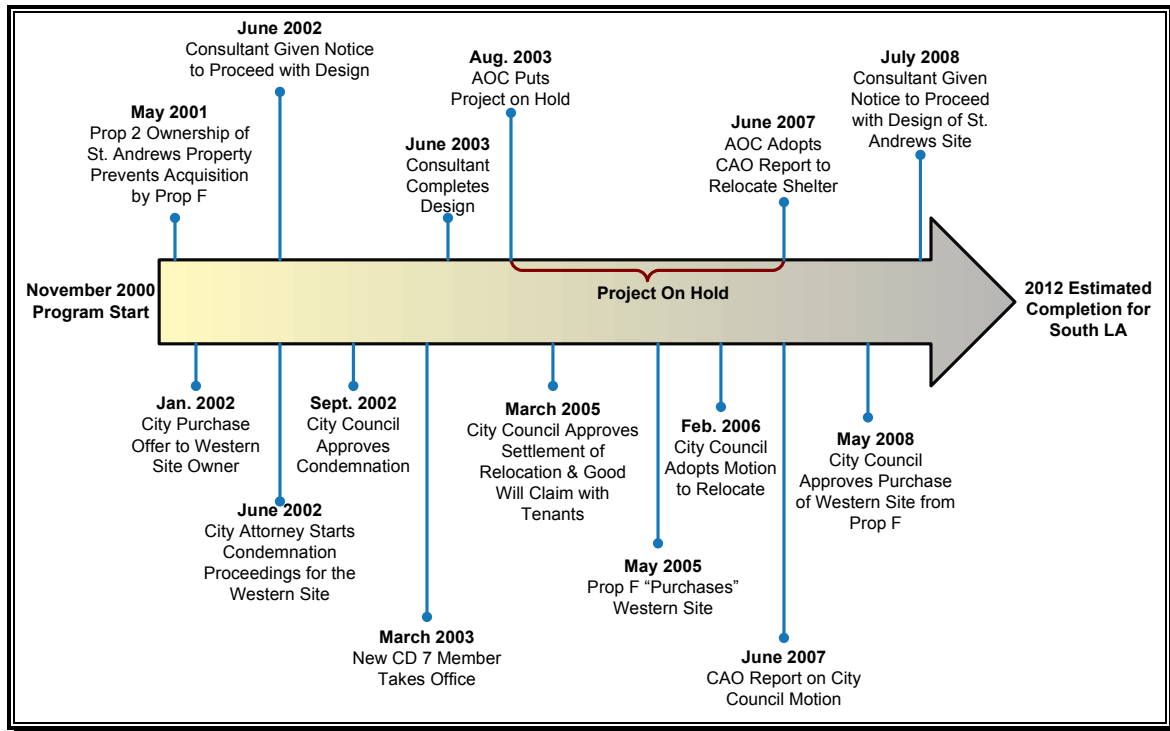 June 2002
Consultant Given Notice
to Proceed with Design
May 2001
Prop 2 Ownership of
St. Andrews Property
Prevents Acquisition
by Prop F
June 2003
Consultant
Completes
Design
Aug. 2003
AOC Puts
Project on Hold
June 2007
AOC Adopts
CAO Report to
Relocate Shelter
July 2008
Consultant Given
Notice to Proceed
with Design of St.
Andrews Site
November 2000
Program Start
Project On Hold
2012 Estimated
Completion for
South LA
Jan. 2002
City Purchase
Offer to Western
Site Owner
June 2002
City Attorney Starts
Condemnation
Proceedings for the
Western Site
Sept. 2002
City Council
Approves
Condemnation
March 2003
New CD 7 Member
Takes Office
March 2005
City Council Approves
Settlement of
Relocation & Good
Will Claim with
Tenants
May 2005
Prop F “Purchases”
Western Site
Feb. 2006
City Council
Adopts Motion
to Relocate
June 2007
CAO Report on City
Council Motion
May 2008
City Council
Approves Purchase
of Western Site from
Prop F